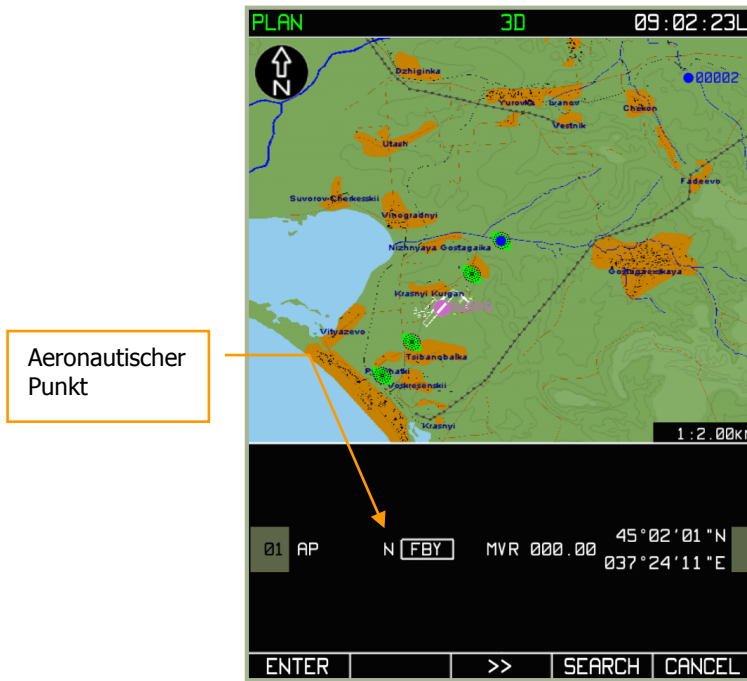 PLAN 3D 09:02:23L
N
Dzhiginka
00002
Yurovka Ivanov
Chekon
Vestnik
Utash
Fadeevo
Suvorov-Cherkesskii
Vinogradnyi
Nizhnyaya Gostagaika
Gostagaevskaya
Krasnyi Kurgan
Vityazevo
Tsibanobalka
Voskresenskii
Krasnyi
1:2.00км
Aeronautischer
Punkt
01 AP N FBY MVR 000.00 45°02'01"N
037°24'11"E
ENTER >> SEARCH CANCEL